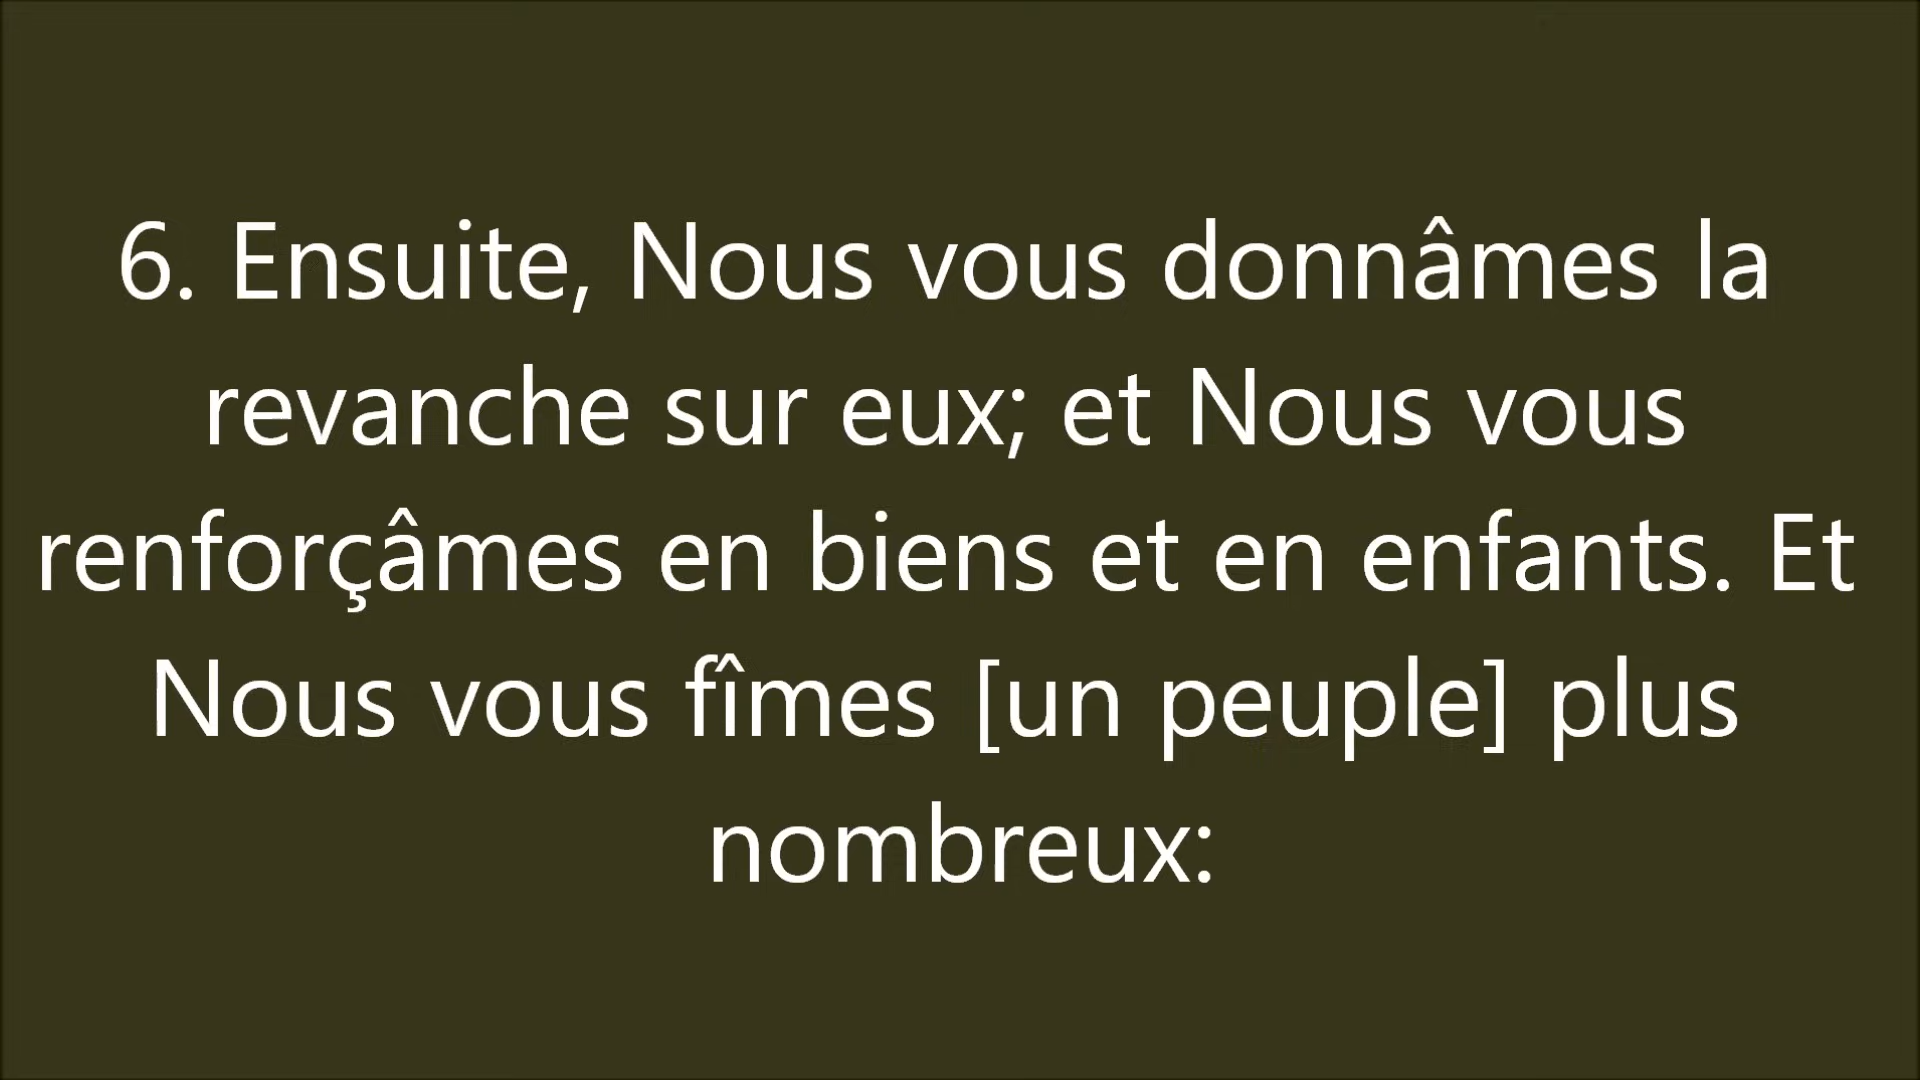 6. Ensuite, Nous vous donnâmes la
revanche sur eux; et Nous vous
renforçâmes en biens et en enfants. Et
Nous vous fîmes [un peuple] plus
nombreux: